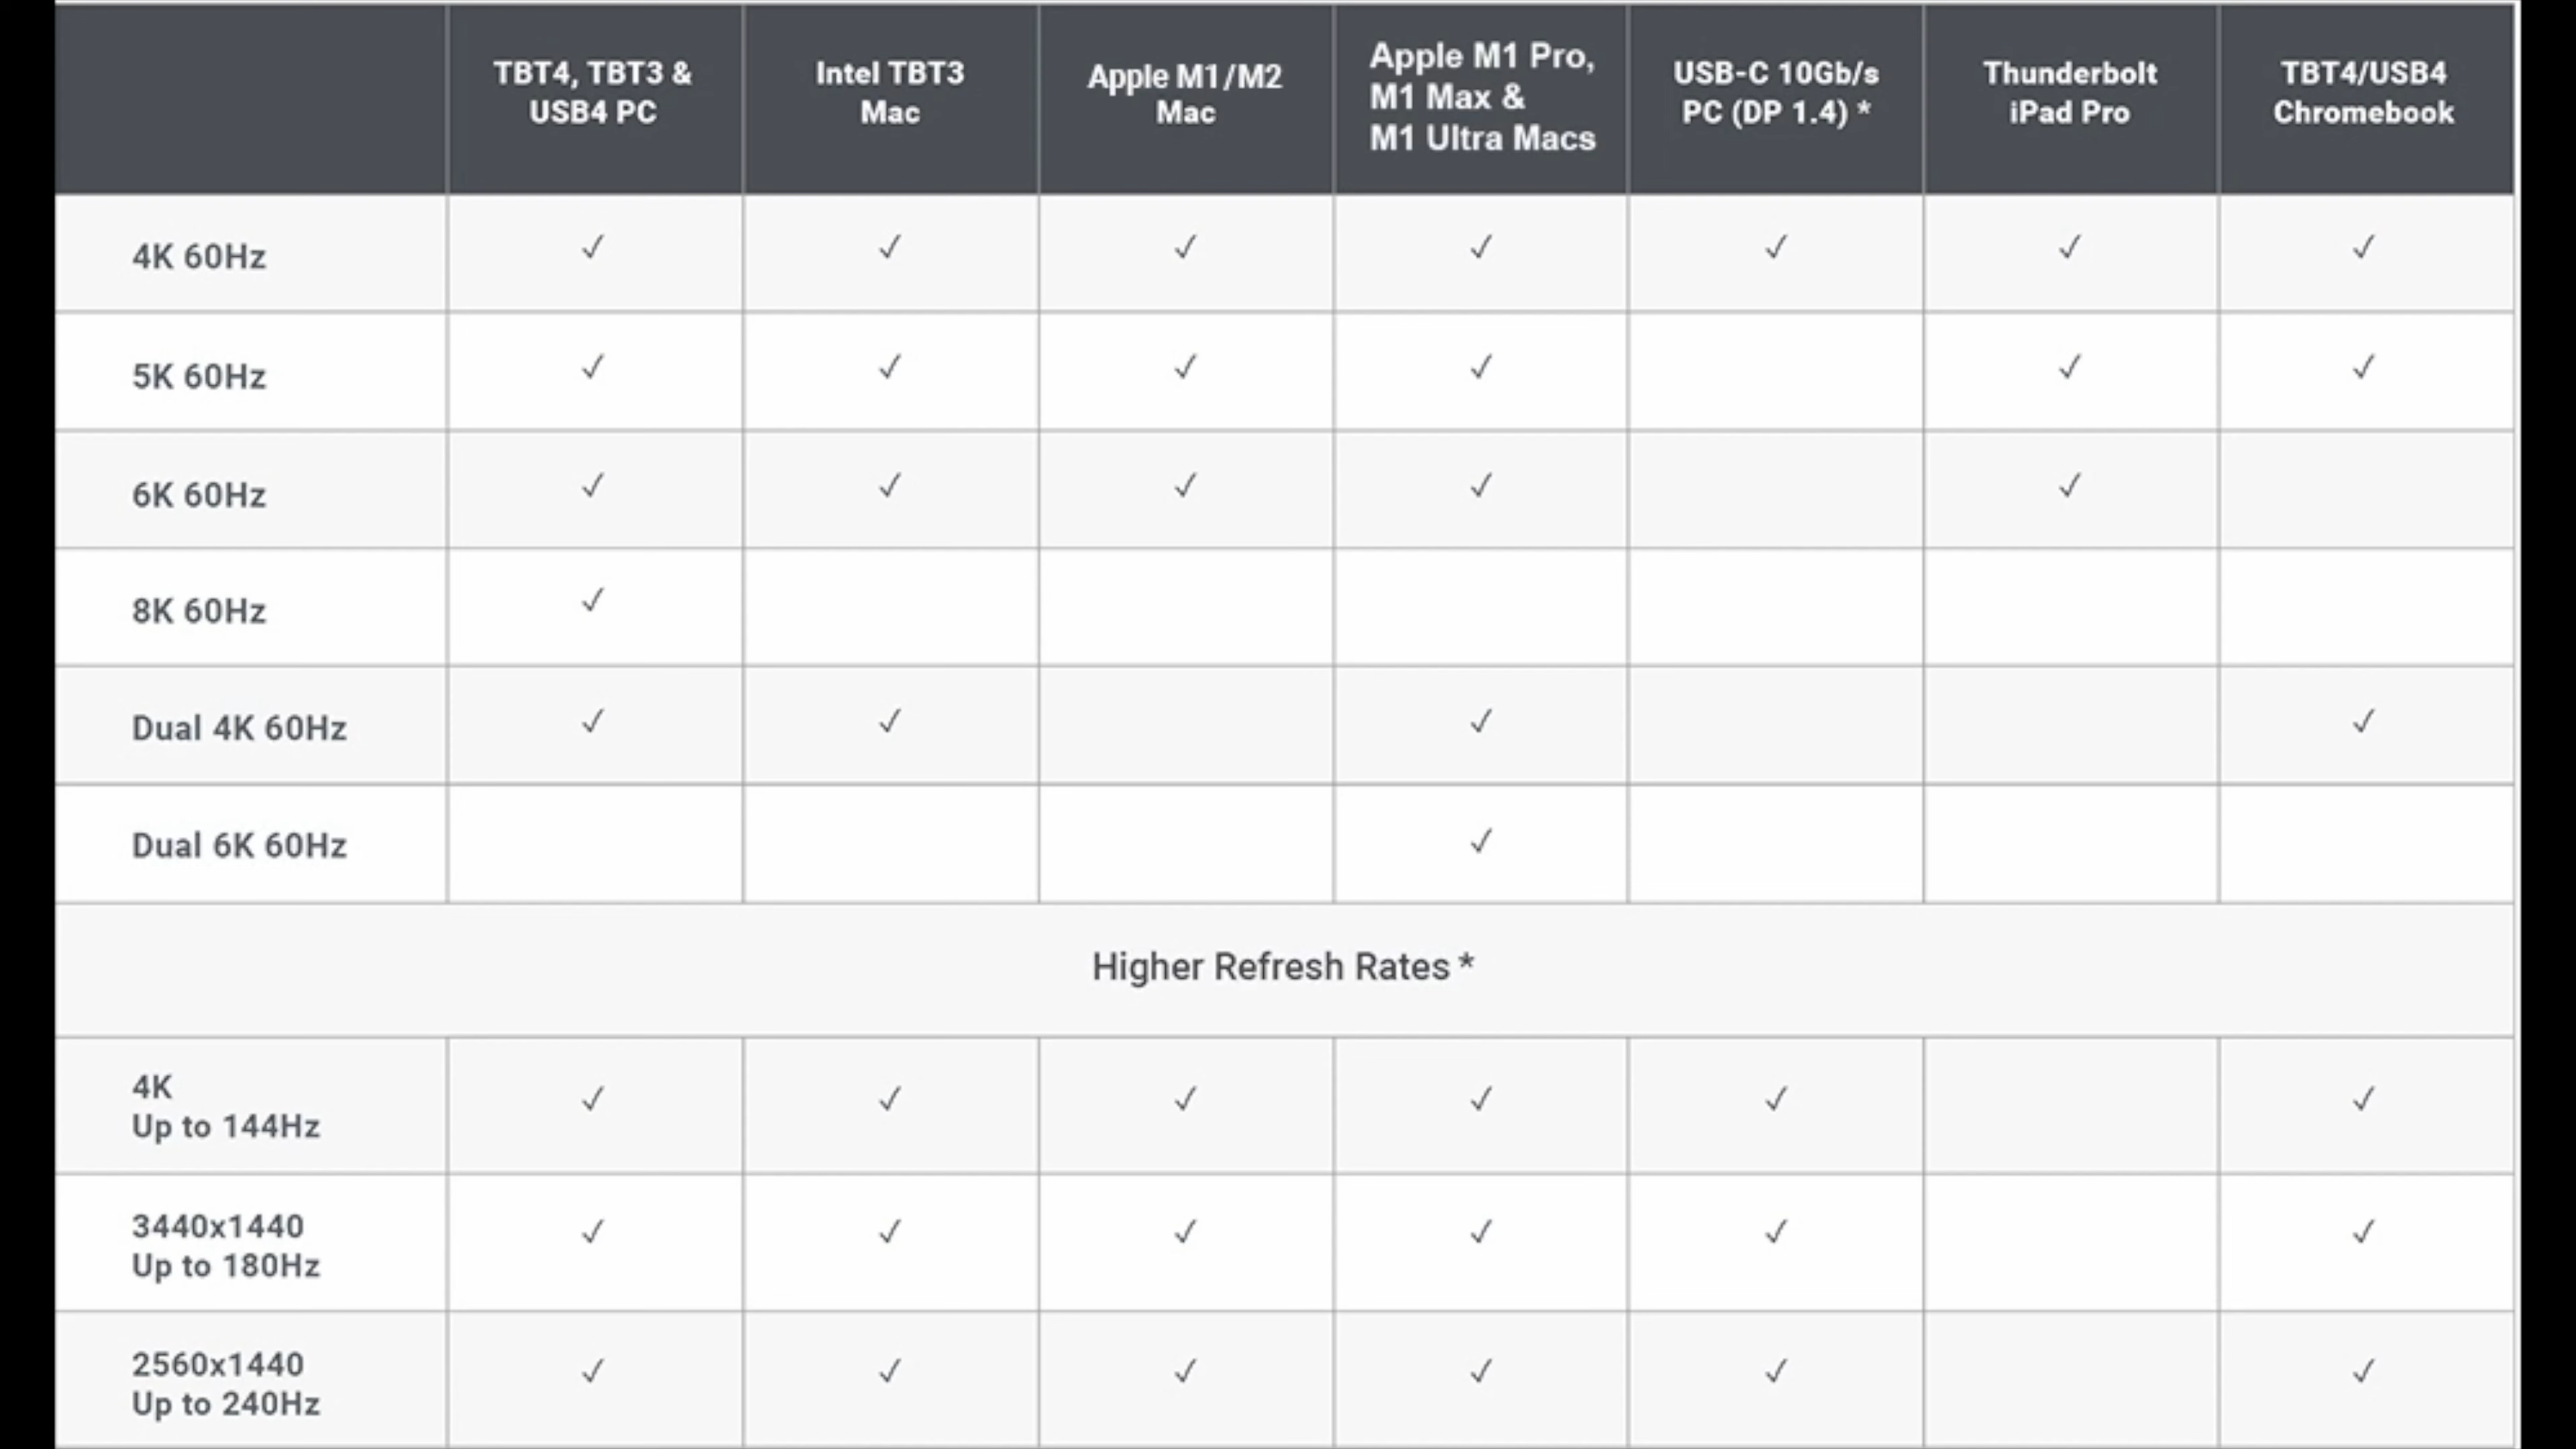 TBT4, TBT3 &
USB4 PC
Intel TBT3
Mac
Apple M1/M2
Mac
Apple M1 Pro,
M1 Max &
M1 Ultra Macs
USB-C 10Gb/s
PC (DP 1.4) *
Thunderbolt
iPad Pro
TBT4/USB4
Chromebook
4K 60Hz ✓ ✓ ✓ ✓ ✓ ✓ ✓
5K 60Hz ✓ ✓ ✓ ✓ ✓ ✓
6K 60Hz ✓ ✓ ✓ ✓ ✓
8K 60Hz ✓
Dual 4K 60Hz ✓ ✓ ✓ ✓
Dual 6K 60Hz ✓
Higher Refresh Rates *
4K
Up to 144Hz ✓ ✓ ✓ ✓ ✓ ✓
3440x1440
Up to 180Hz ✓ ✓ ✓ ✓ ✓ ✓
2560x1440
Up to 240Hz ✓ ✓ ✓ ✓ ✓ ✓